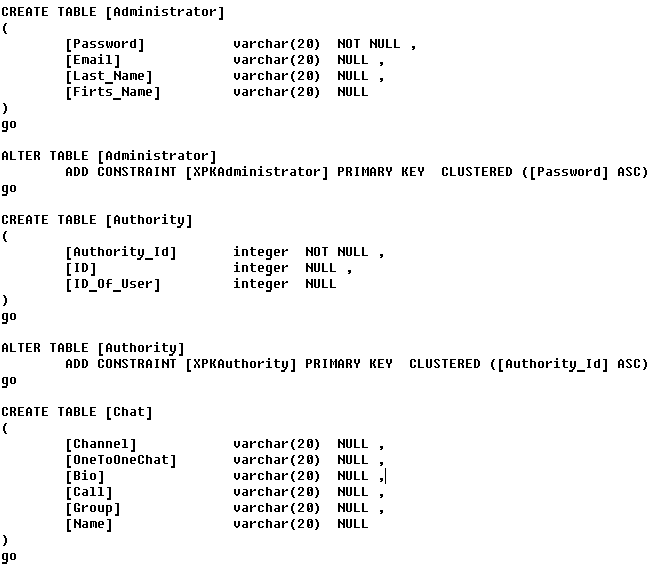 CREATE TABLE [Administrator]
(
[Password] varchar(20) NOT NULL ,
[Email] varchar(20) NULL ,
[Last_Name] varchar(20) NULL ,
[Firts_Name] varchar(20) NULL
)
go
ALTER TABLE [Administrator]
ADD CONSTRAINT [XPKAdministrator] PRIMARY KEY CLUSTERED ([Password] ASC)
go
CREATE TABLE [Authority]
(
[Authority_Id] integer NOT NULL ,
[ID] integer NULL ,
[ID_Of_User] integer NULL
)
go
ALTER TABLE [Authority]
ADD CONSTRAINT [XPKAuthority] PRIMARY KEY CLUSTERED ([Authority_Id] ASC)
go
CREATE TABLE [Chat]
(
[Channel] varchar(20) NULL ,
[OneToOneChat] varchar(20) NULL ,
[Bio] varchar(20) NULL ,
[Call] varchar(20) NULL ,
[Group] varchar(20) NULL ,
[Name] varchar(20) NULL
)
go